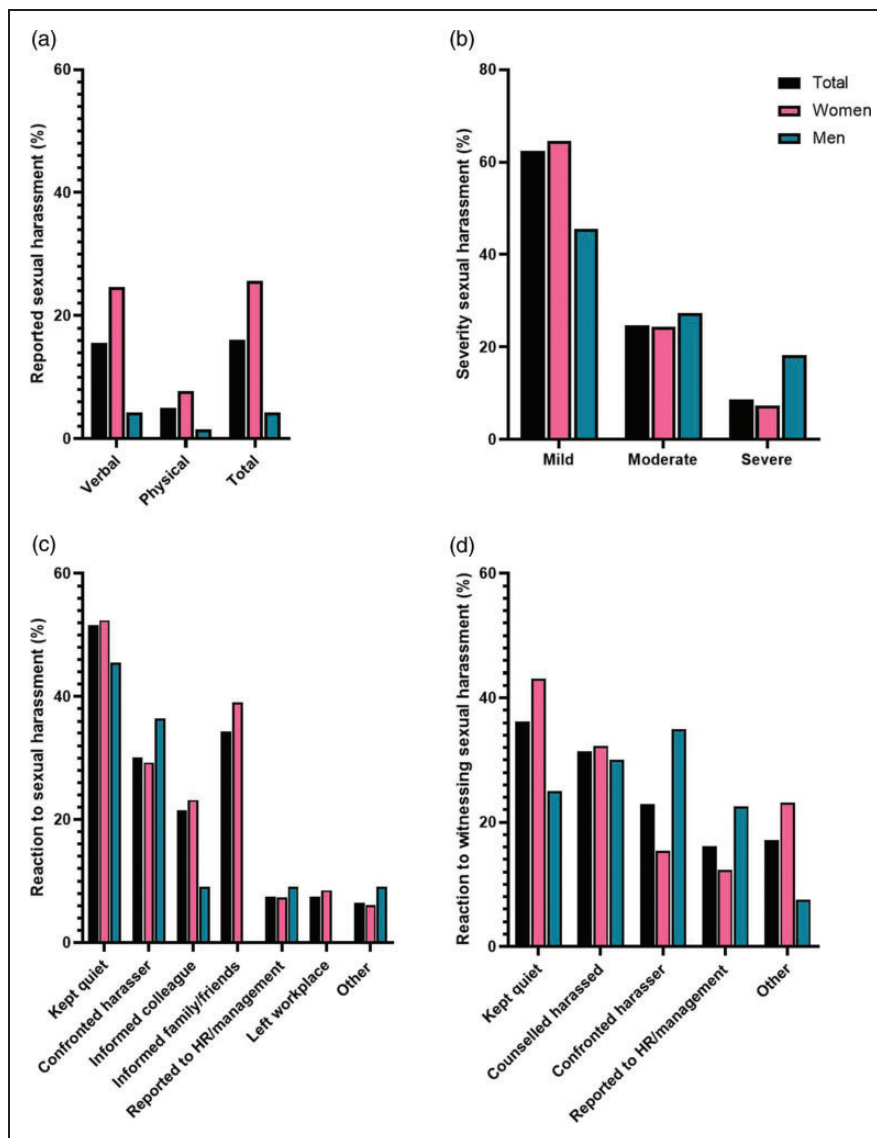 (a)
Reported sexual harassment (%)
60
40
20
0
Verbal
Physical
Total
(b)
Severity sexual harassment (%)
80
60
40
20
0
Mild
Moderate
Severe
Total
Women
Men
(c)
Reaction to sexual harassment (%)
60
40
20
0
Kept quiet
Confronted harasser
Informed colleague
Informed family/friends
Reported to HR/management
Left workplace
Other
(d)
Reaction to witnessing sexual harassment (%)
60
40
20
0
Kept quiet
Counselled harassed
Confronted harasser
Reported to HR/management
Other